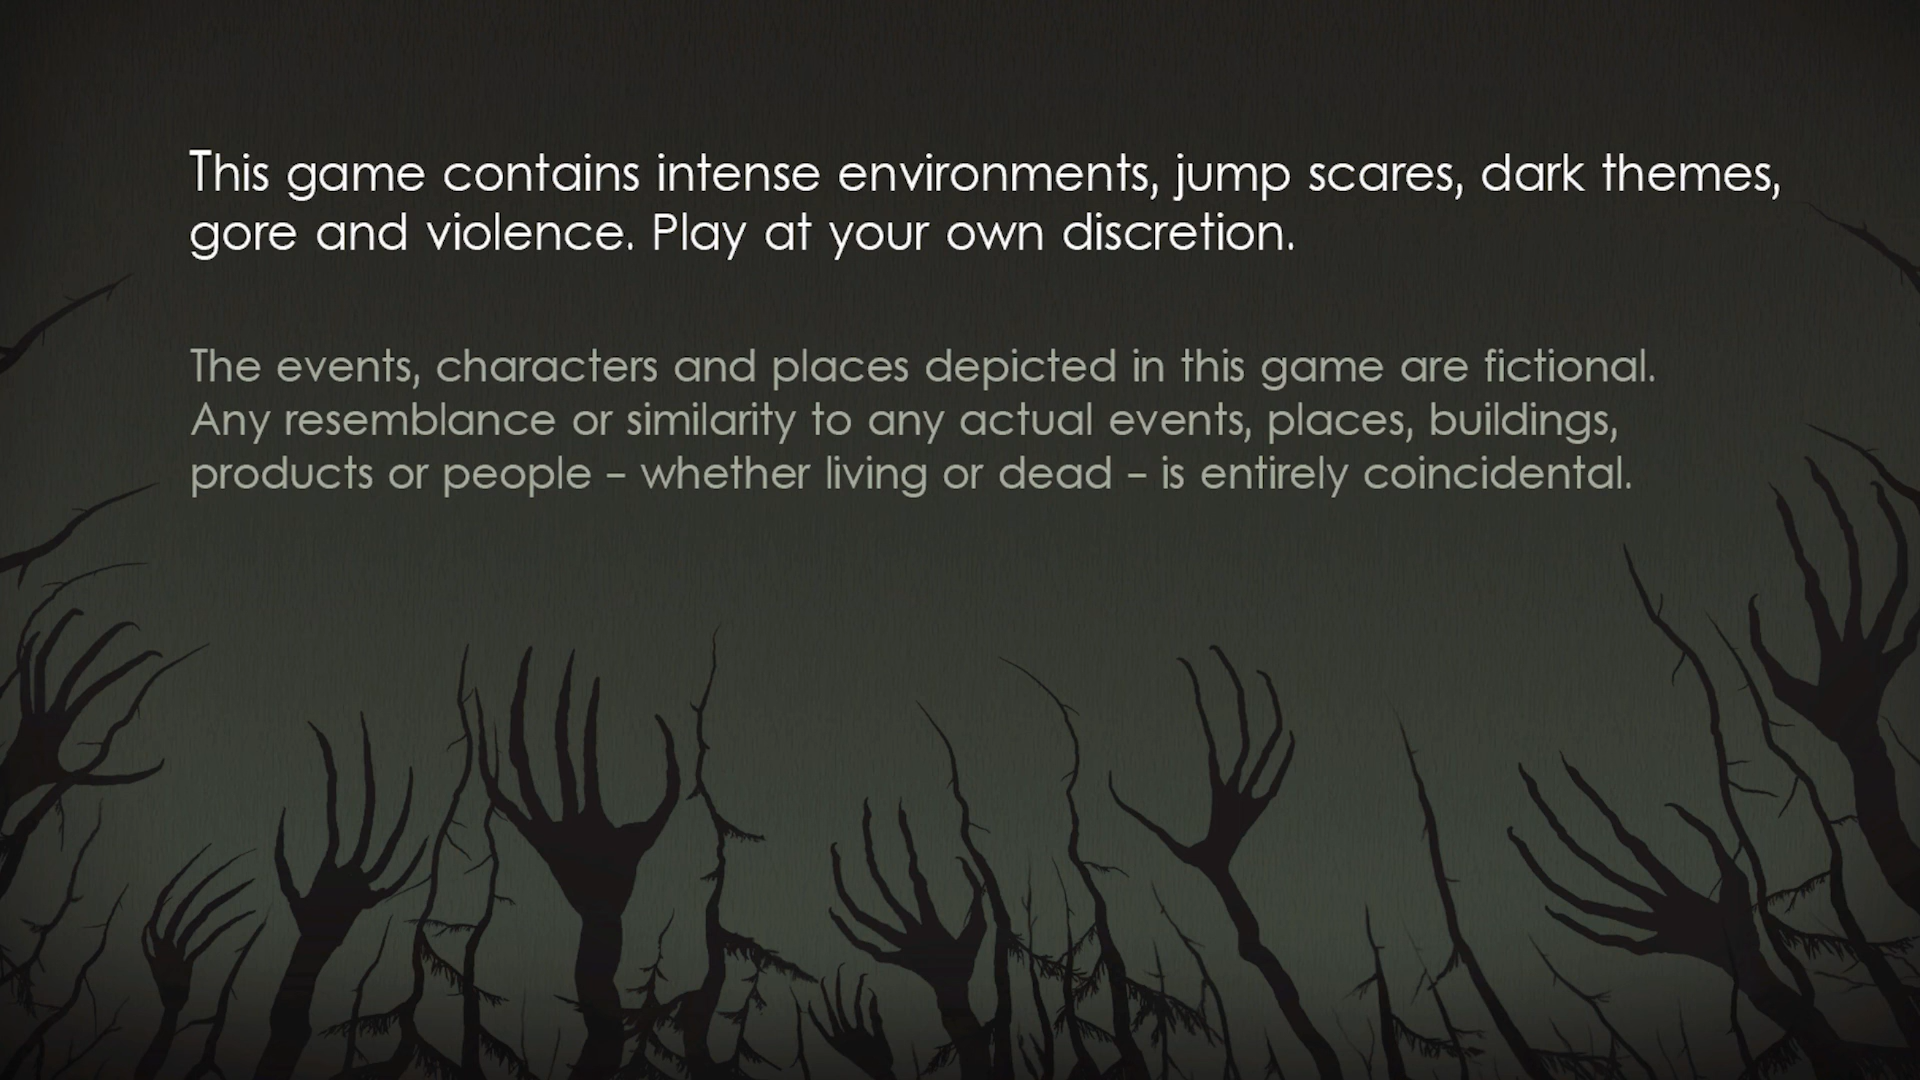 This game contains intense environments, jump scares, dark themes,
gore and violence. Play at your own discretion.
The events, characters and places depicted in this game are fictional.
Any resemblance or similarity to any actual events, places, buildings,
products or people – whether living or dead – is entirely coincidental.